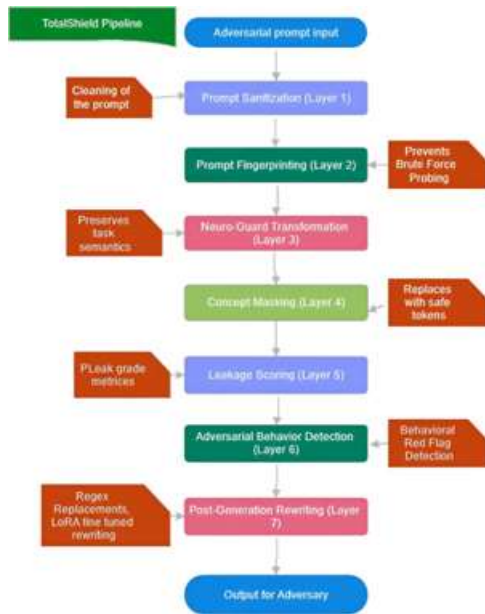 TotalShield Pipeline
Adversarial prompt input
Cleaning of
the prompt
Prompt Sanitization (Layer 1)
Prompt Fingerprinting (Layer 2)
Prevents
Brute Force
Probing
Preserves
task
semantics
Neuro-Guard Transformation
(Layer 3)
Concept Masking (Layer 4)
Replaces
with safe
tokens
PLeak grade
metrices
Leakage Scoring (Layer 5)
Adversarial Behavior Detection
(Layer 6)
Behavioral
Red Flag
Detection
Regex
Replacements,
LoRA fine tuned
rewriting
Post-Generation Rewriting (Layer
7)
Output for Adversary